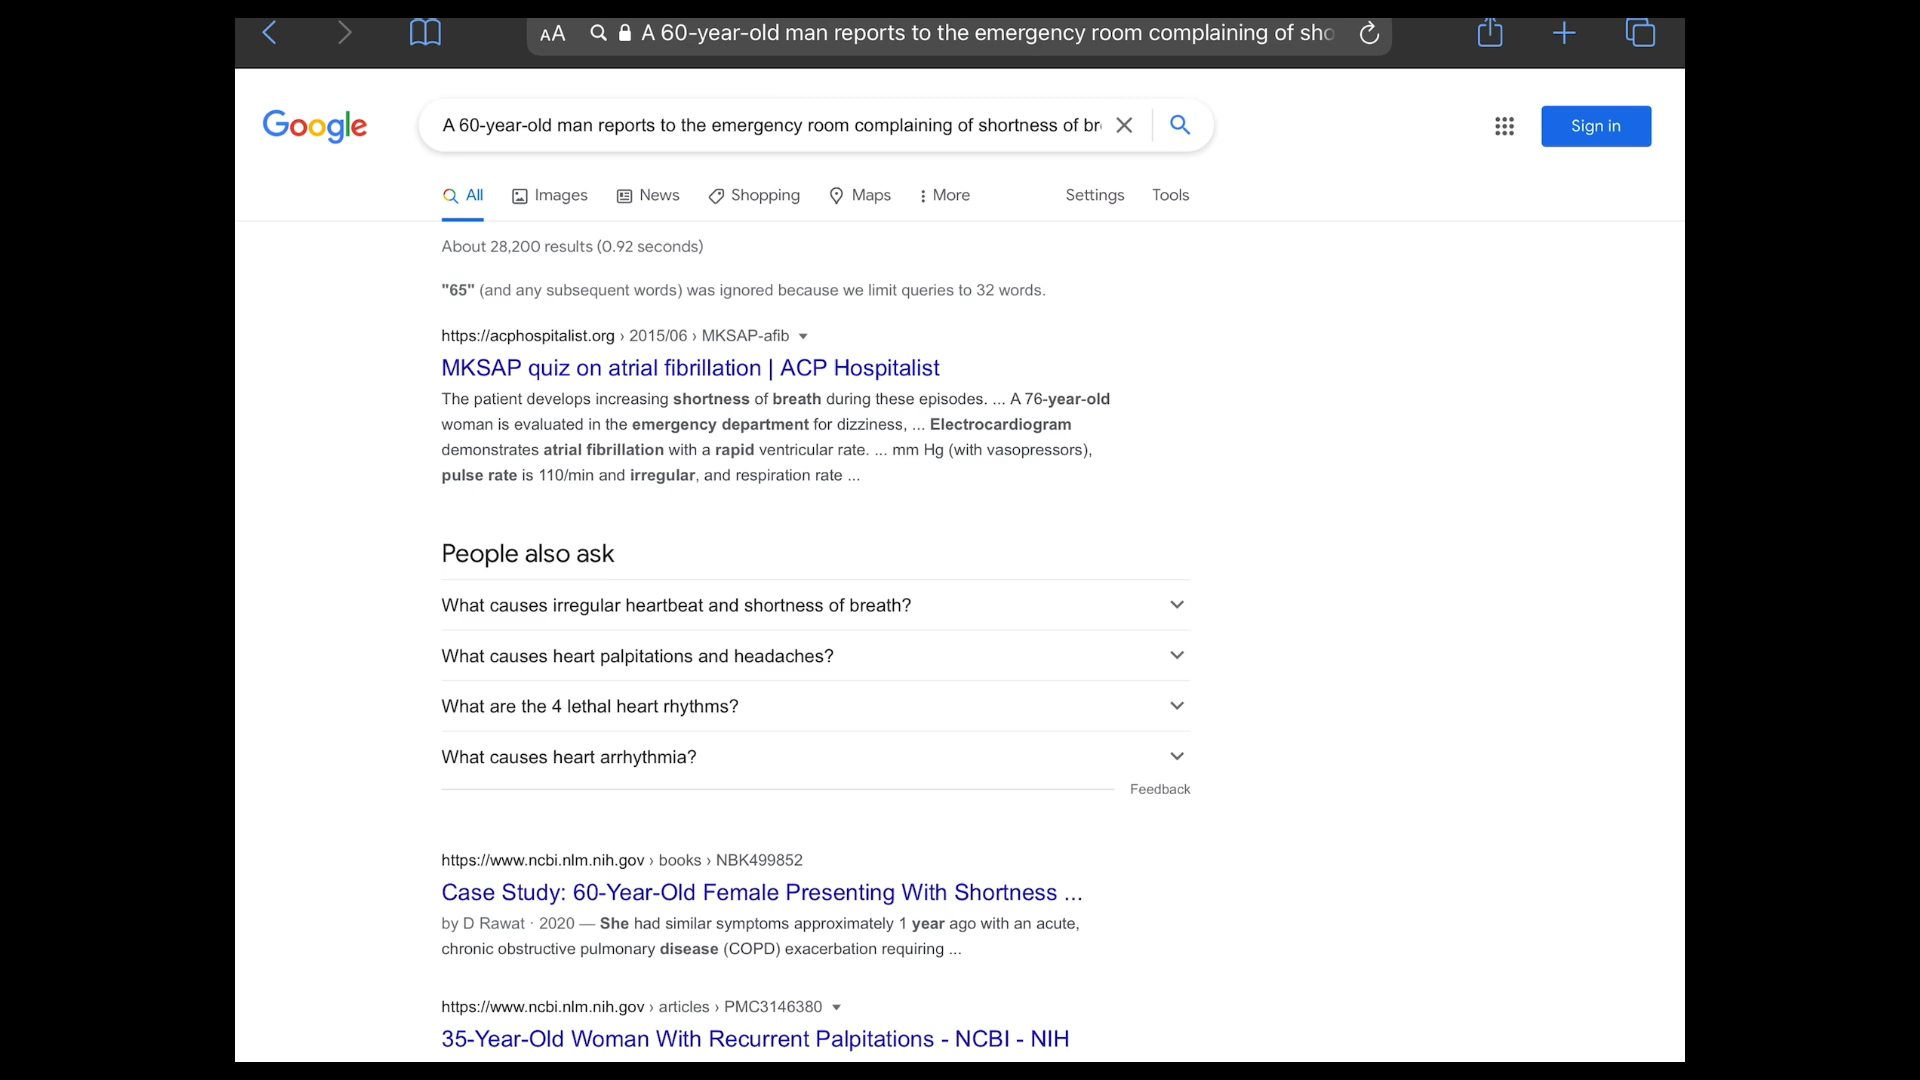 AA A 60-year-old man reports to the emergency room complaining of sho
Google
A 60-year-old man reports to the emergency room complaining of shortness of br
Sign in
All Images News Shopping Maps More Settings Tools
About 28,200 results (0.92 seconds)
"65" (and any subsequent words) was ignored because we limit queries to 32 words.
https://acphospitalist.org › 2015/06 › MKSAP-afib
MKSAP quiz on atrial fibrillation | ACP Hospitalist
The patient develops increasing shortness of breath during these episodes. ... A 76-year-old
woman is evaluated in the emergency department for dizziness, ... Electrocardiogram
demonstrates atrial fibrillation with a rapid ventricular rate. ... mm Hg (with vasopressors),
pulse rate is 110/min and irregular, and respiration rate ...
People also ask
What causes irregular heartbeat and shortness of breath?
What causes heart palpitations and headaches?
What are the 4 lethal heart rhythms?
What causes heart arrhythmia?
Feedback
https://www.ncbi.nlm.nih.gov › books › NBK499852
Case Study: 60-Year-Old Female Presenting With Shortness ...
by D Rawat · 2020 — She had similar symptoms approximately 1 year ago with an acute,
chronic obstructive pulmonary disease (COPD) exacerbation requiring ...
https://www.ncbi.nlm.nih.gov › articles › PMC3146380
35-Year-Old Woman With Recurrent Palpitations - NCBI - NIH